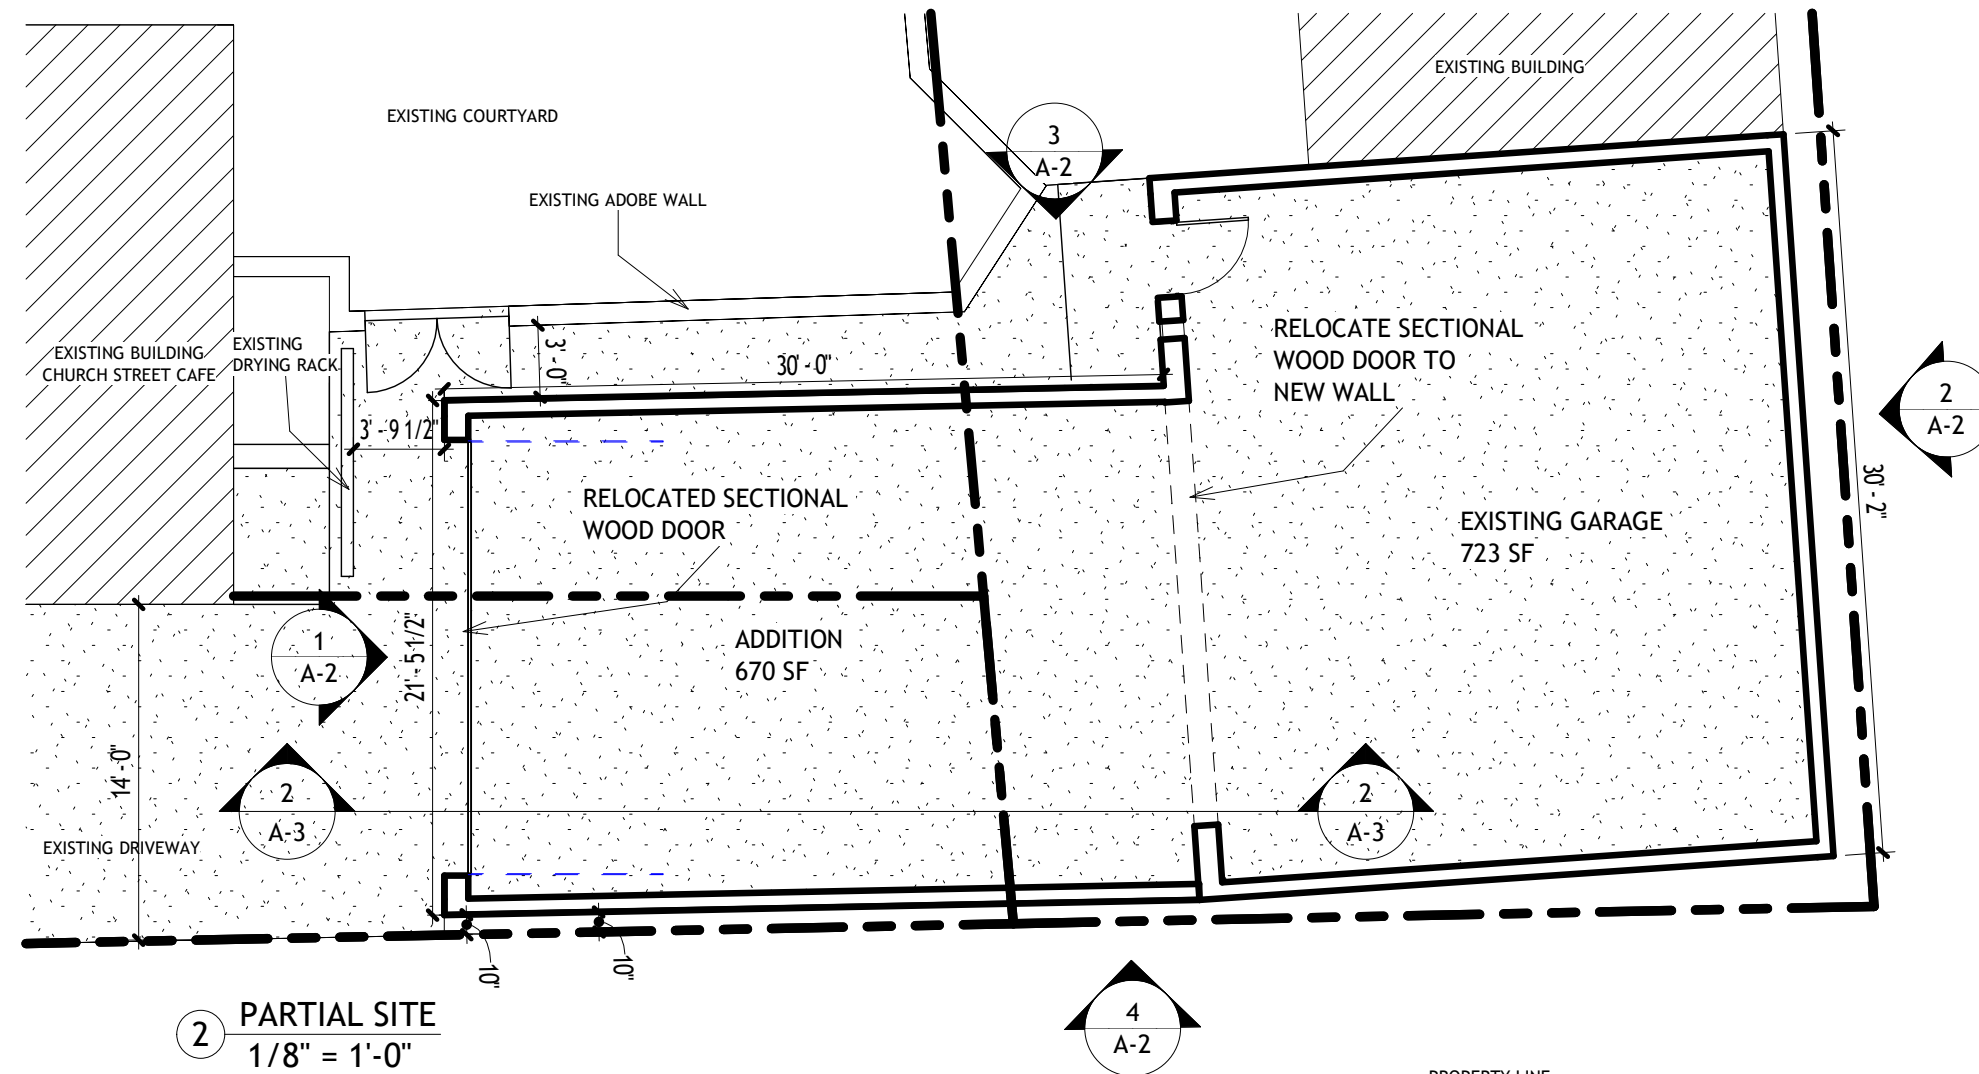 EXISTING BUILDING
EXISTING COURTYARD
3
A-2
EXISTING ADOBE WALL
EXISTING BUILDING
CHURCH STREET CAFE
EXISTING
DRYING RACK
3' - 0"
30' - 0"
RELOCATE SECTIONAL
WOOD DOOR TO
NEW WALL
2
A-2
3' - 9 1/2"
30' - 2"
RELOCATED SECTIONAL
WOOD DOOR
EXISTING GARAGE
723 SF
1
A-2
21' - 5 1/2"
ADDITION
670 SF
14' - 0"
2
A-3
2
A-3
EXISTING DRIVEWAY
10"
10"
2
PARTIAL SITE
1/8" = 1'-0"
4
A-2
PROPERTY LINE